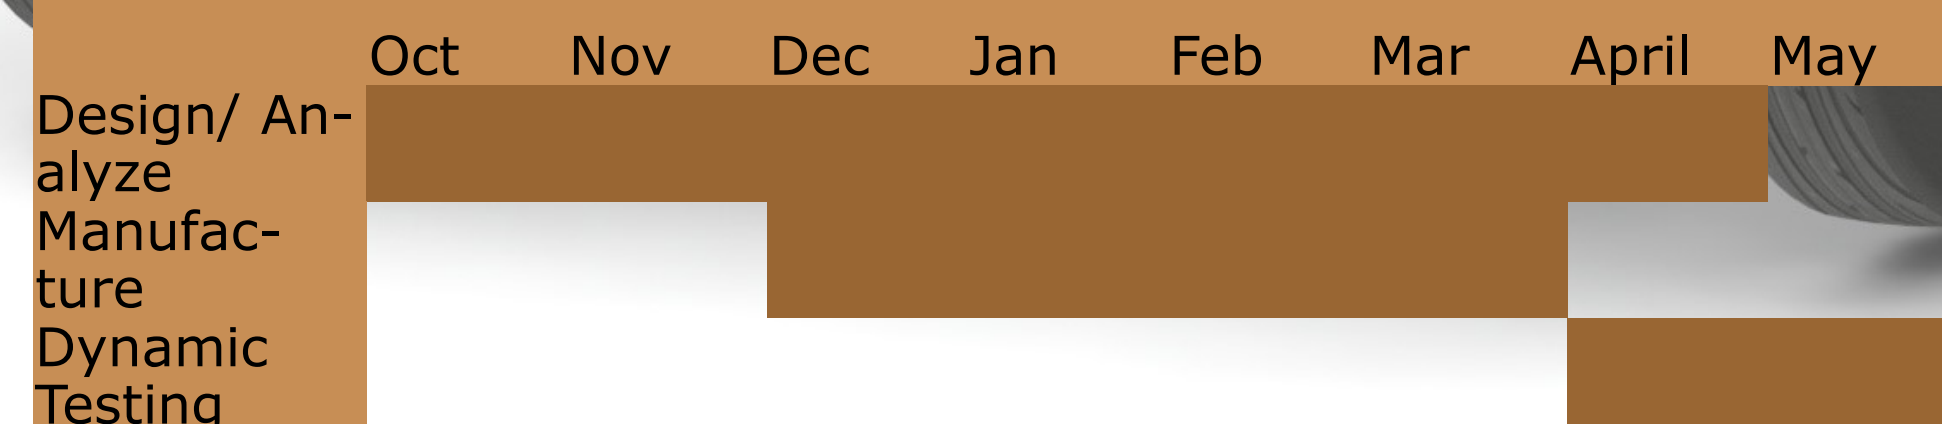 Oct Nov Dec Jan Feb Mar April May
Design/ An-
alyze
Manufac-
ture
Dynamic
Testing